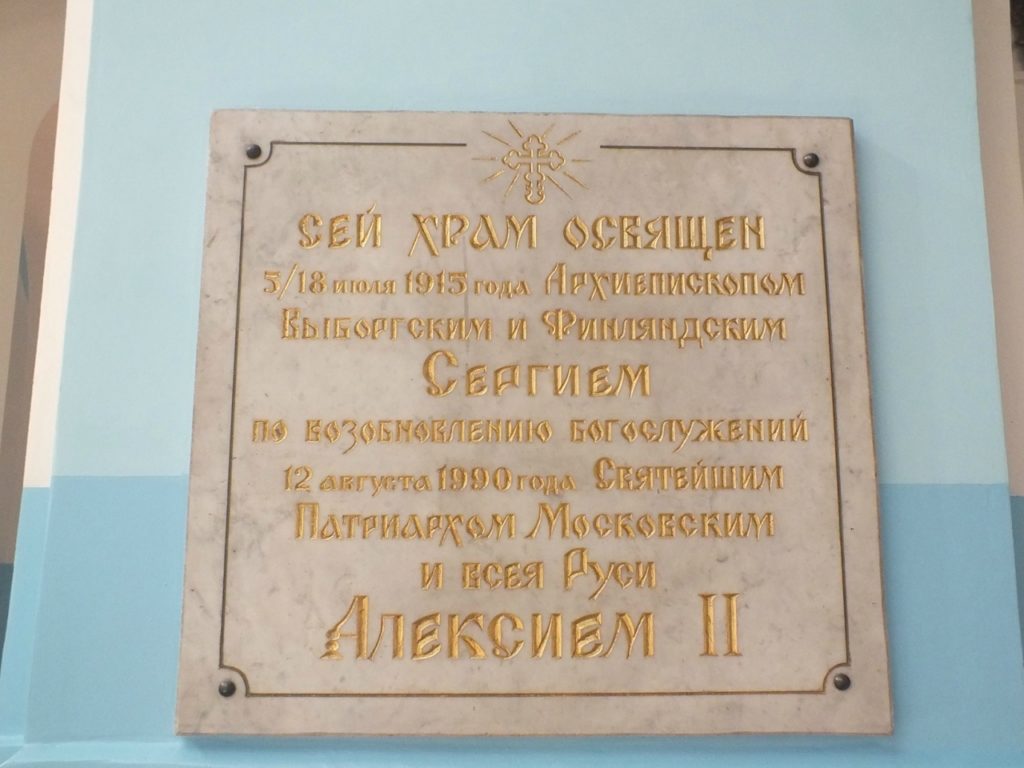 СЕЙ ХРАМ ОСВЯЩЕН
5/18 июля 1915 года АРХИЕПИСКОПОМ
ВЫБОРГСКИМ И ФИНЛЯНДСКИМ
СЕРГИЕМ
ПО ВОЗОБНОВЛЕНИЮ БОГОСЛУЖЕНИЙ
12 августа 1990 года СВЯТЕЙШИМ
ПАТРИАРХОМ МОСКОВСКИМ
И ВСЕЯ РУСИ
АЛЕКСИЕМ II